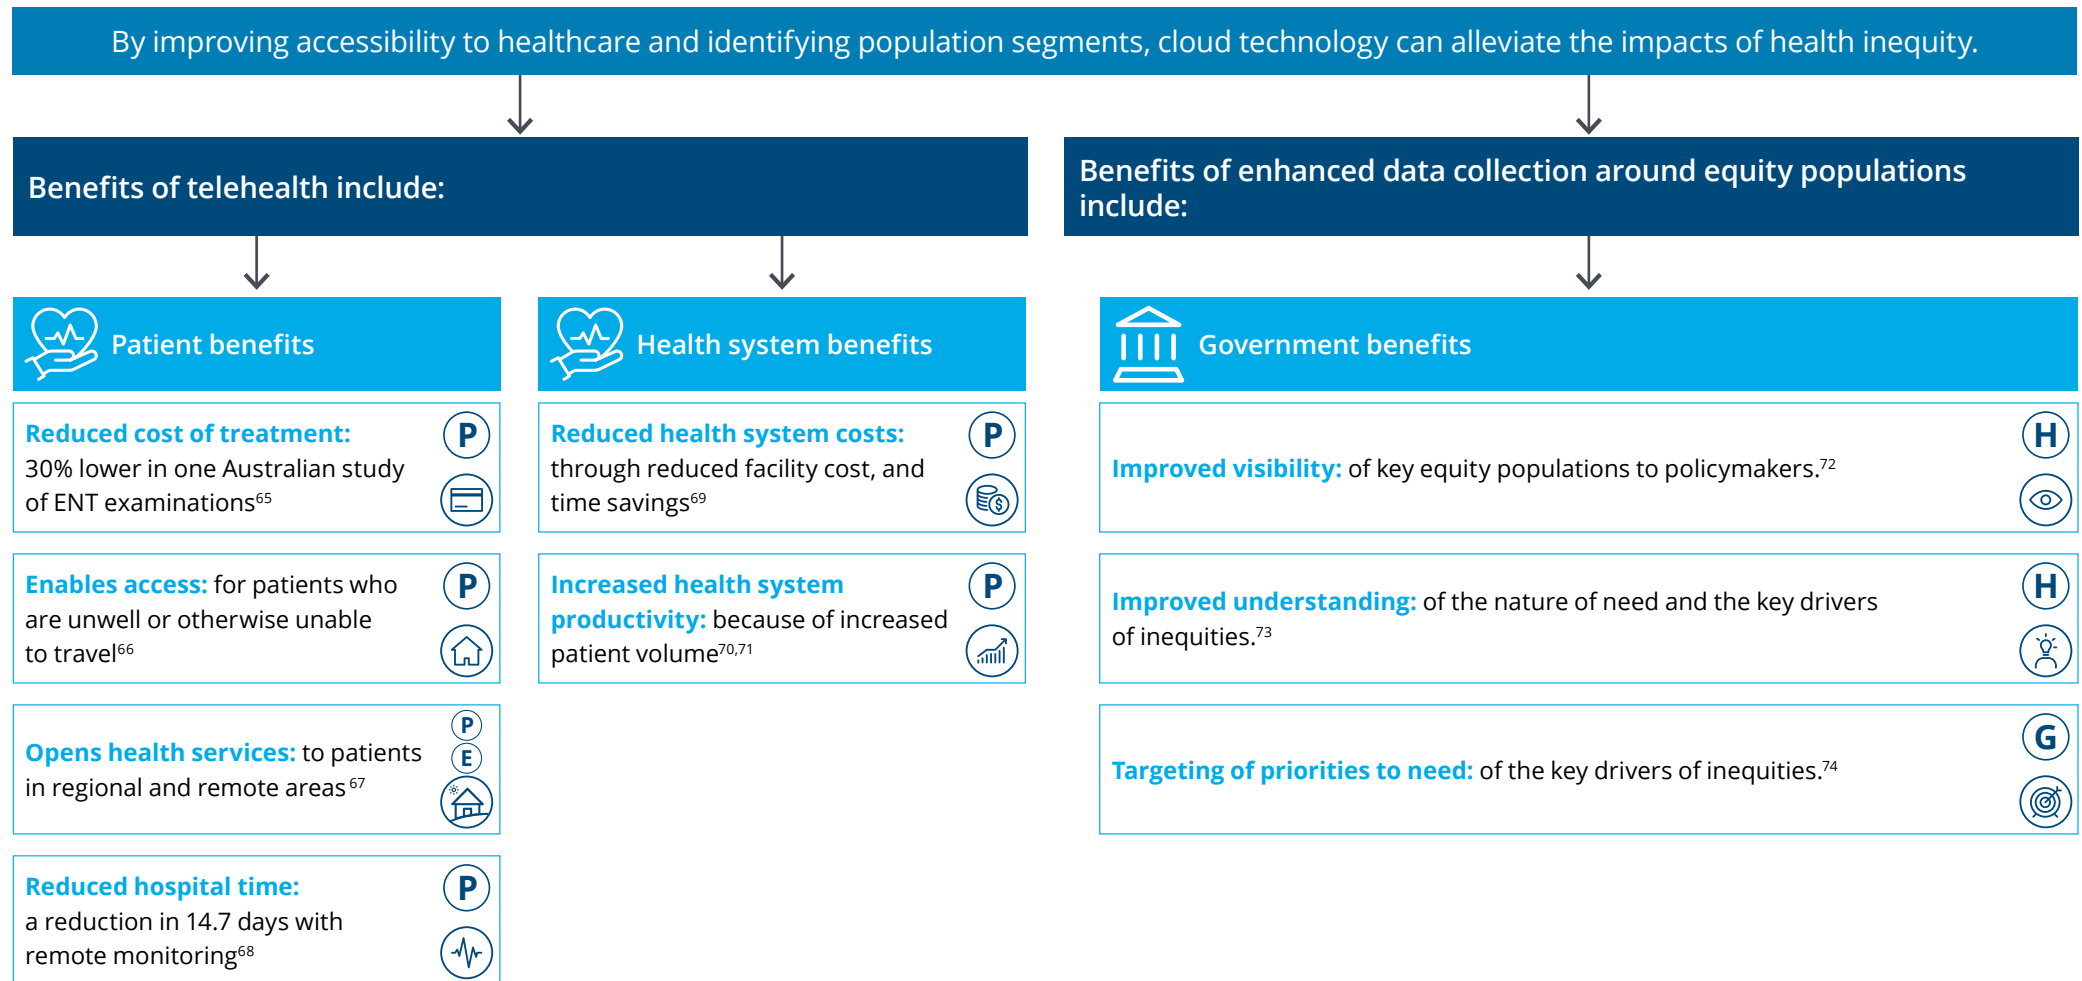 By improving accessibility to healthcare and identifying population segments, cloud technology can alleviate the impacts of health inequity.
Benefits of telehealth include:
Patient benefits
Reduced cost of treatment:
30% lower in one Australian study
of ENT examinations65
P
Enables access: for patients who
are unwell or otherwise unable
to travel66
P
Opens health services: to patients
in regional and remote areas67
P
E
Reduced hospital time:
a reduction in 14.7 days with
remote monitoring68
P
Health system benefits
Reduced health system costs:
through reduced facility cost, and
time savings69
P
$
Increased health system
productivity: because of increased
patient volume70,71
P
Benefits of enhanced data collection around equity populations
include:
Government benefits
Improved visibility: of key equity populations to policymakers.72
H
Improved understanding: of the nature of need and the key drivers
of inequities.73
H
Targeting of priorities to need: of the key drivers of inequities.74
G